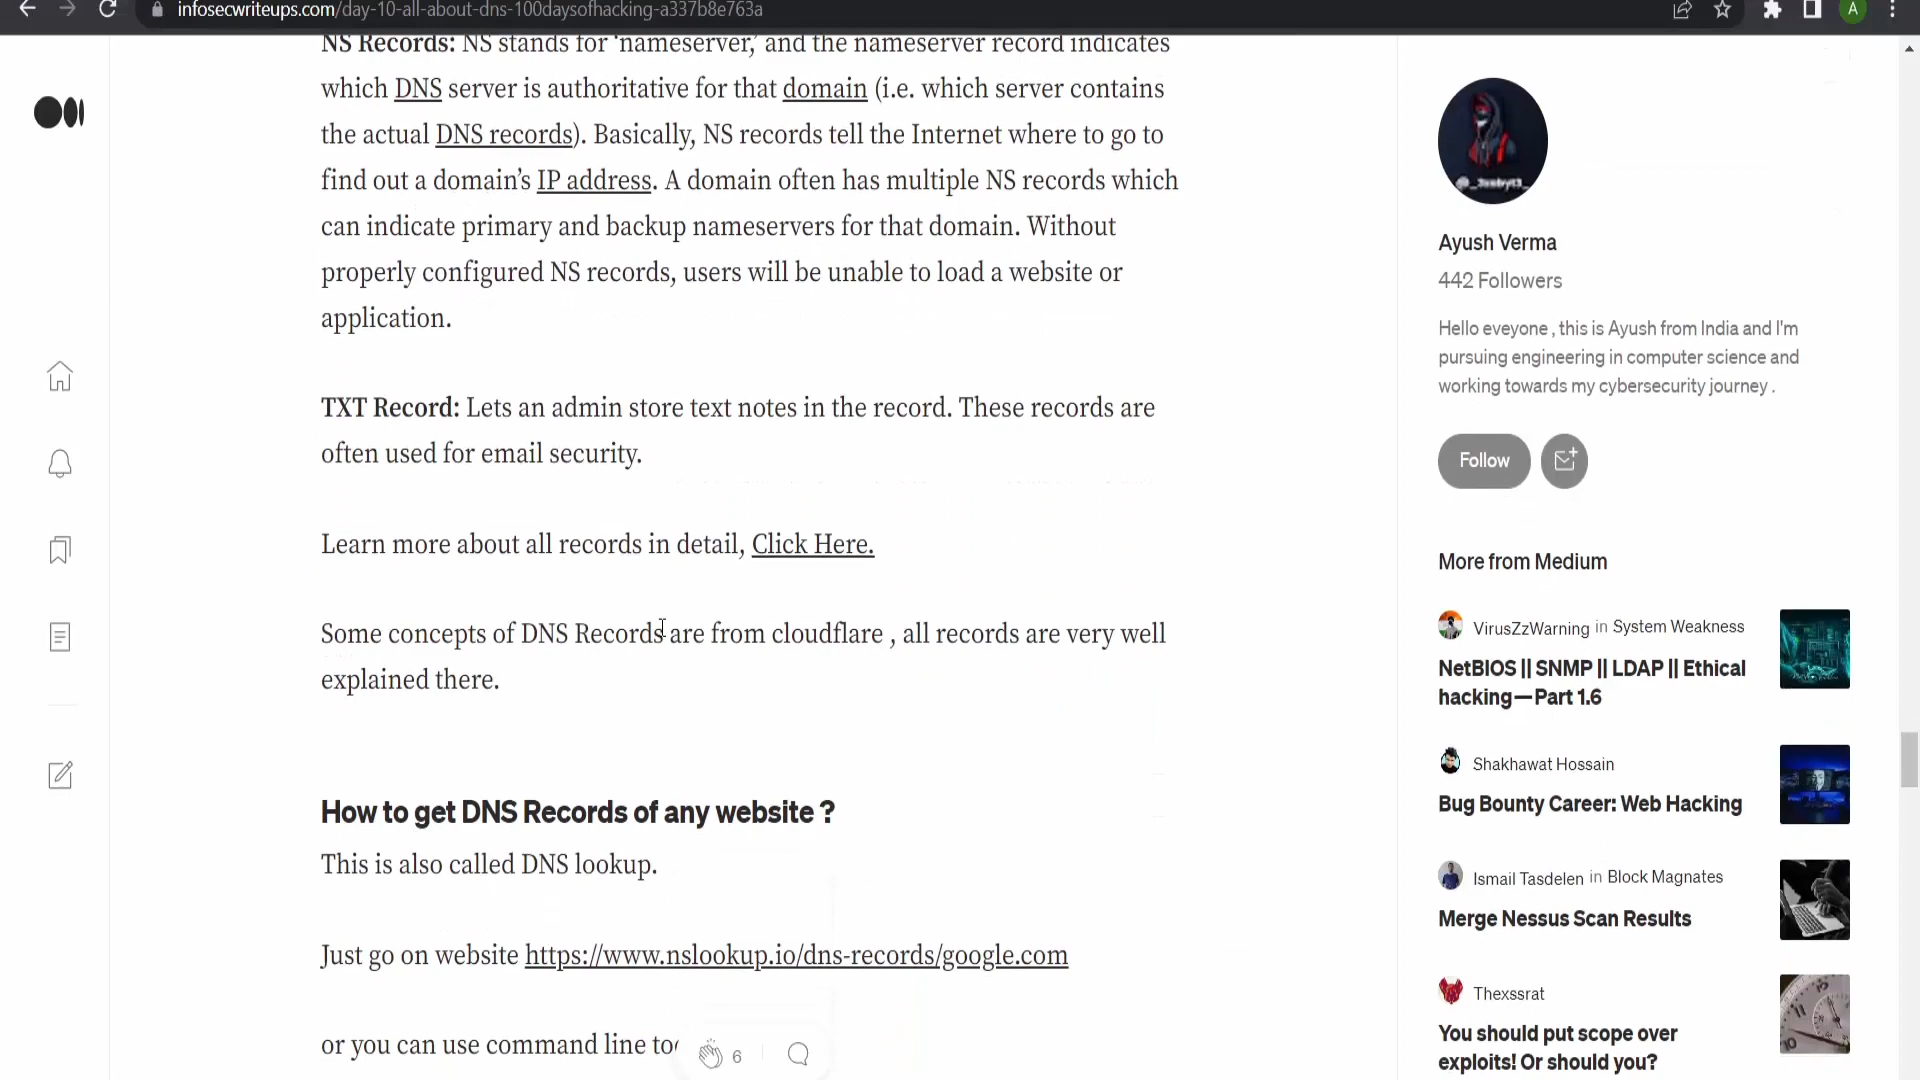 infosecwriteups.com/day-10-all-about-dns-100daysofhacking-a337b8e763a
A
NS Records: NS stands for ‘nameserver,’ and the nameserver record indicates
which DNS server is authoritative for that domain (i.e. which server contains
the actual DNS records). Basically, NS records tell the Internet where to go to
find out a domain’s IP address. A domain often has multiple NS records which
can indicate primary and backup nameservers for that domain. Without
properly configured NS records, users will be unable to load a website or
application.
TXT Record: Lets an admin store text notes in the record. These records are
often used for email security.
Learn more about all records in detail, Click Here.
Some concepts of DNS Records are from cloudflare , all records are very well
explained there.
How to get DNS Records of any website ?
This is also called DNS lookup.
Just go on website https://www.nslookup.io/dns-records/google.com
or you can use command line
6
Ayush Verma
442 Followers
Hello eveyone , this is Ayush from India and I'm
pursuing engineering in computer science and
working towards my cybersecurity journey .
Follow
More from Medium
VirusZzWarning in System Weakness
NetBIOS || SNMP || LDAP || Ethical
hacking — Part 1.6
Shakhawat Hossain
Bug Bounty Career: Web Hacking
Ismail Tasdelen in Block Magnates
Merge Nessus Scan Results
Thexssrat
You should put scope over
exploits! Or should you?